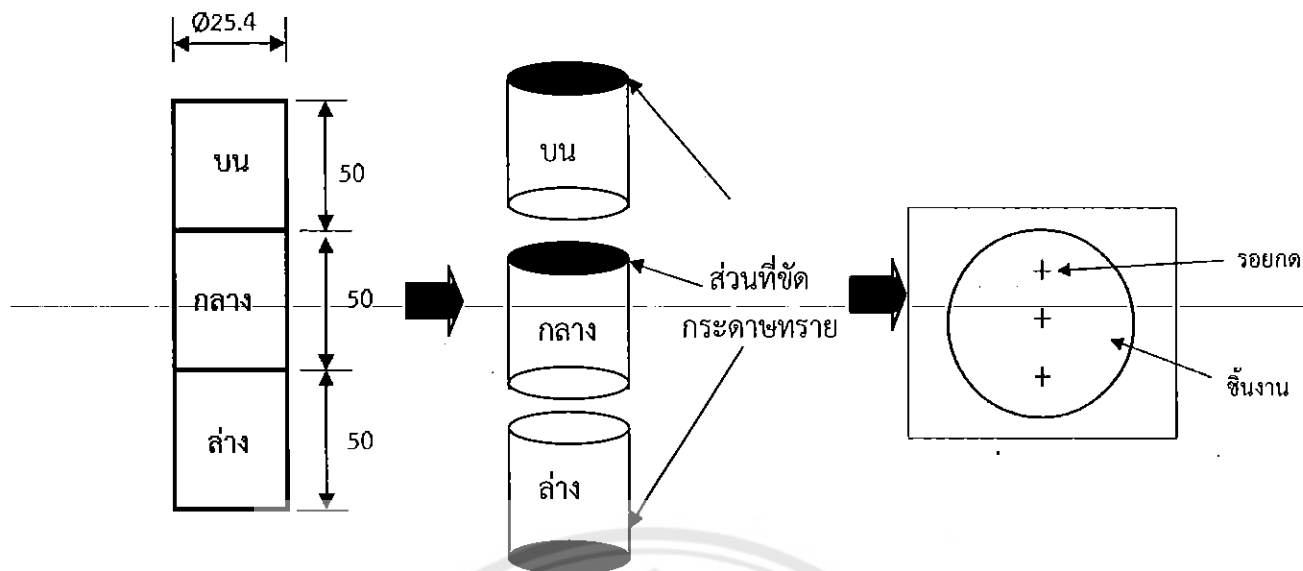 Ø25.4
บน
50
กลาง
50
ล่าง
50
บน
ส่วนที่ขัด
กระดาษทราย
กลาง
ล่าง
รอยกด
ชิ้นงาน